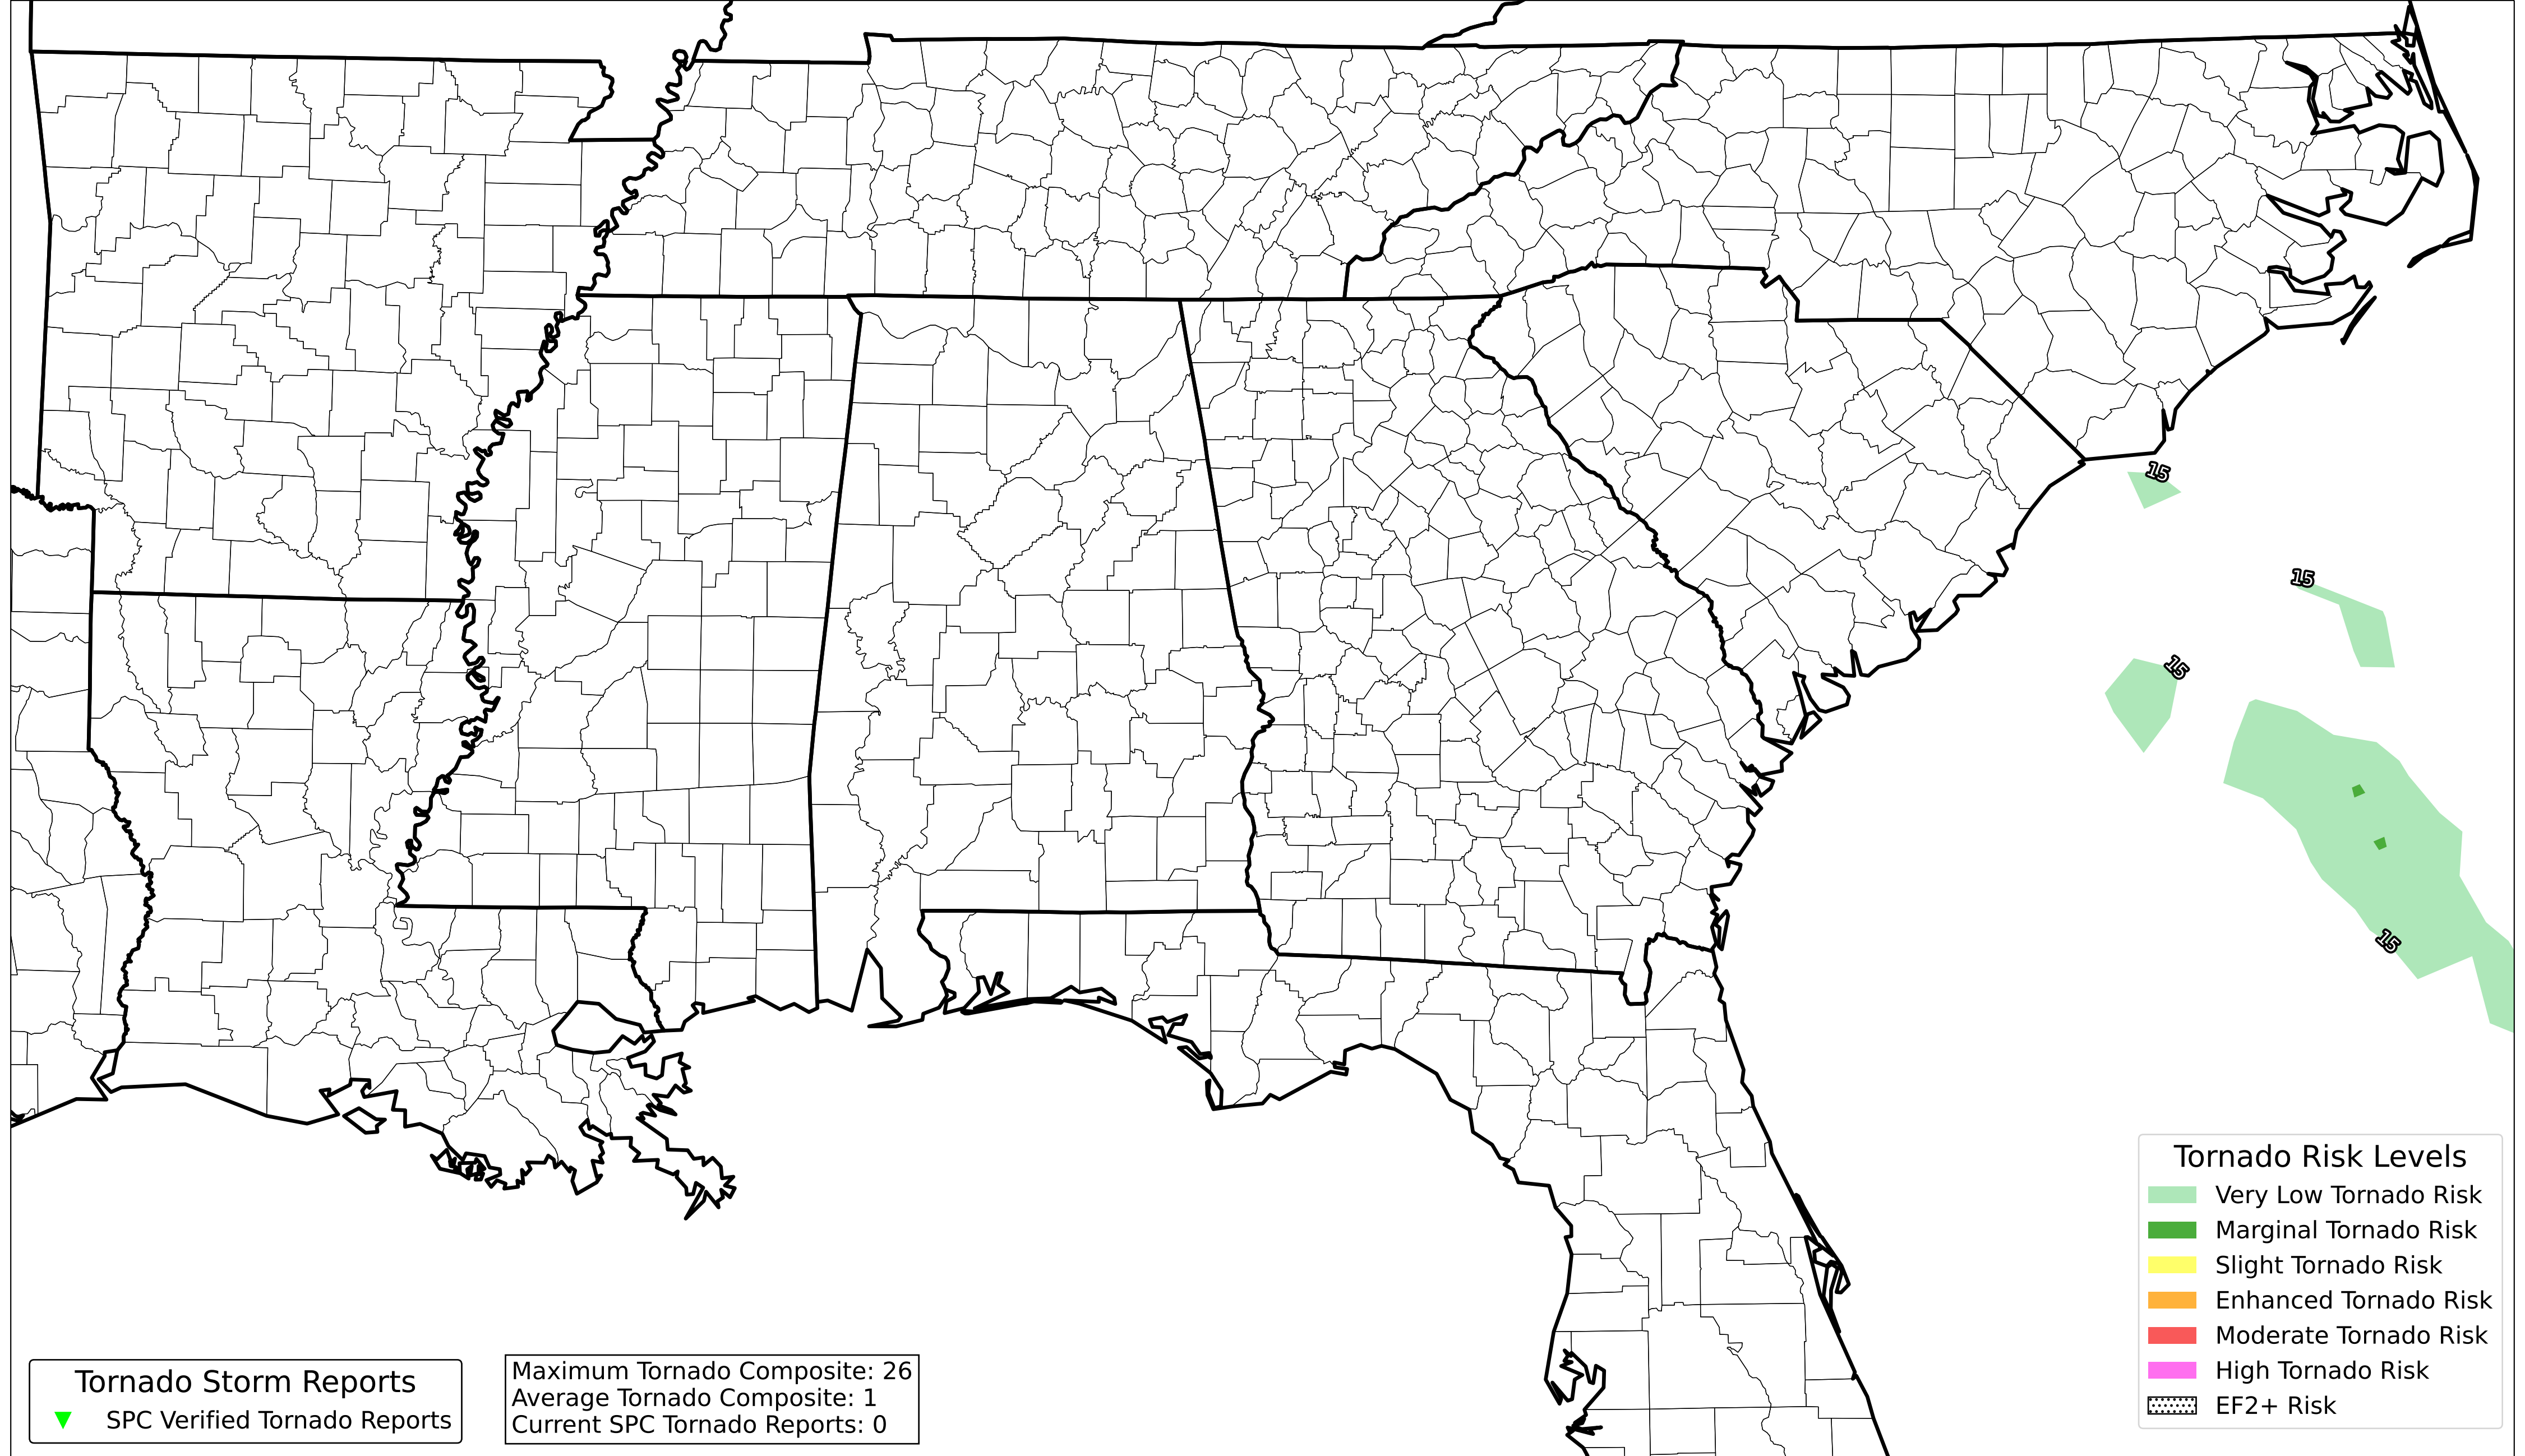 15
15
15
15
Tornado Risk Levels
Very Low Tornado Risk
Marginal Tornado Risk
Slight Tornado Risk
Enhanced Tornado Risk
Moderate Tornado Risk
High Tornado Risk
EF2+ Risk
Tornado Storm Reports
SPC Verified Tornado Reports
Maximum Tornado Composite: 26
Average Tornado Composite: 1
Current SPC Tornado Reports: 0